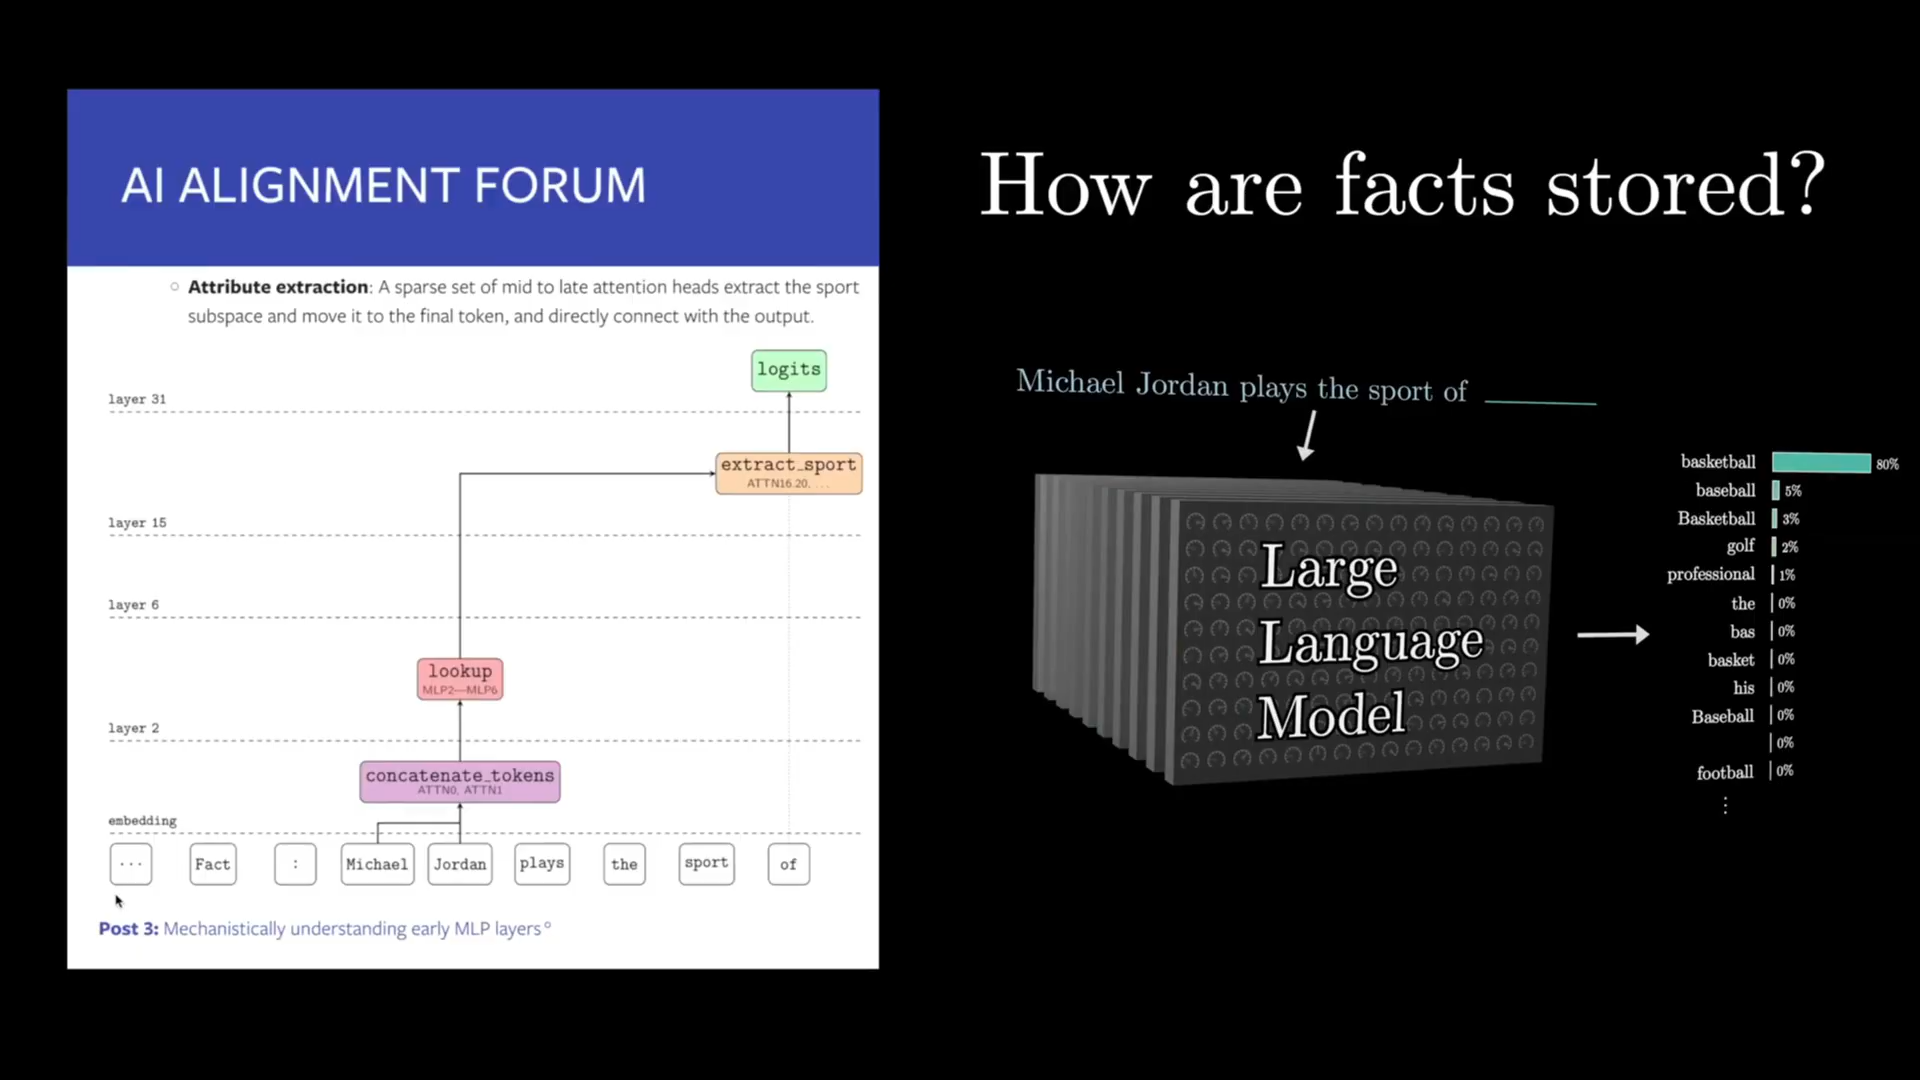 AI ALIGNMENT FORUM
Attribute extraction: A sparse set of mid to late attention heads extract the sport
subspace and move it to the final token, and directly connect with the output.
logits
layer 31
extract_sport
ATTN16.20, ...
layer 15
layer 6
lookup
MLP2—MLP6
layer 2
concatenate_tokens
ATTN0, ATTN1
embedding
... Fact : Michael Jordan plays the sport of
Post 3: Mechanistically understanding early MLP layers
How are facts stored?
Michael Jordan plays the sport of ______
Large
Language
Model
basketball 80%
baseball 5%
Basketball 3%
golf 2%
professional 1%
the 0%
bas 0%
basket 0%
his 0%
Baseball 0%
0%
football 0%
⋮